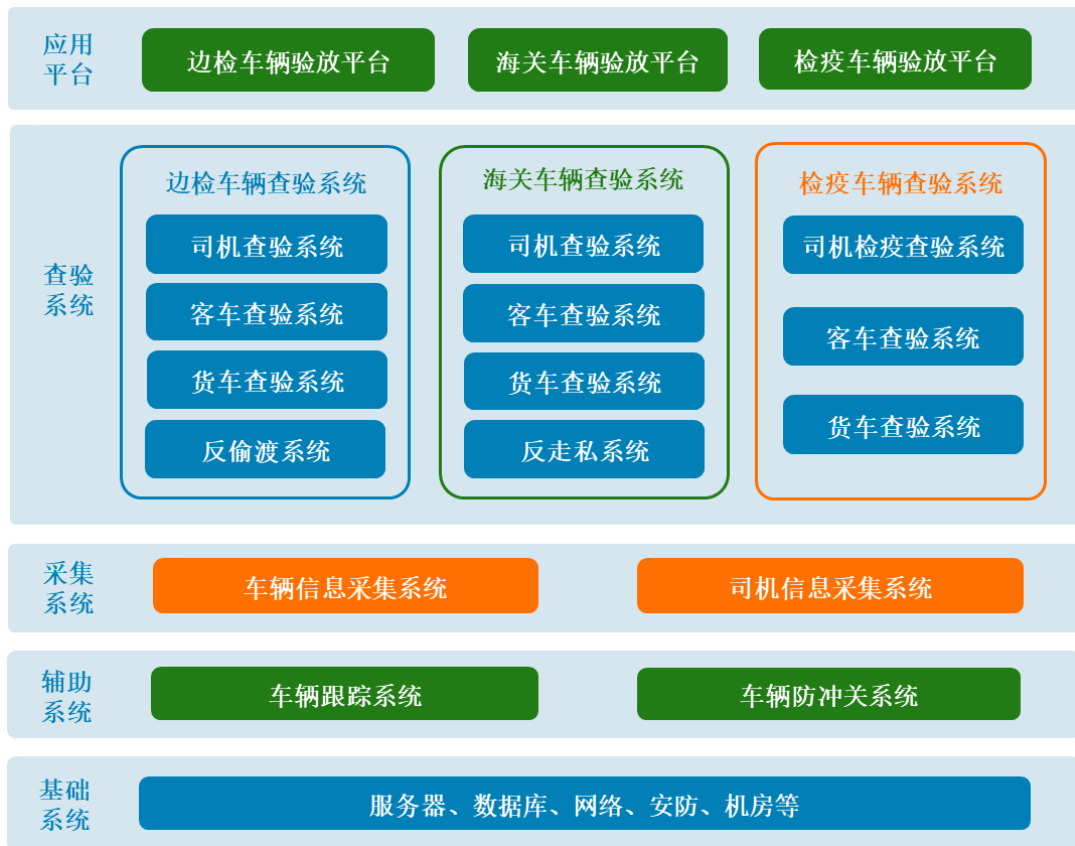 应用
平台
边检车辆验放平台
海关车辆验放平台
检疫车辆验放平台
查验
系统
边检车辆查验系统
司机查验系统
客车查验系统
货车查验系统
反偷渡系统
海关车辆查验系统
司机查验系统
客车查验系统
货车查验系统
反走私系统
检疫车辆查验系统
司机检疫查验系统
客车查验系统
货车查验系统
采集
系统
车辆信息采集系统
司机信息采集系统
辅助
系统
车辆跟踪系统
车辆防冲关系统
基础
系统
服务器、数据库、网络、安防、机房等